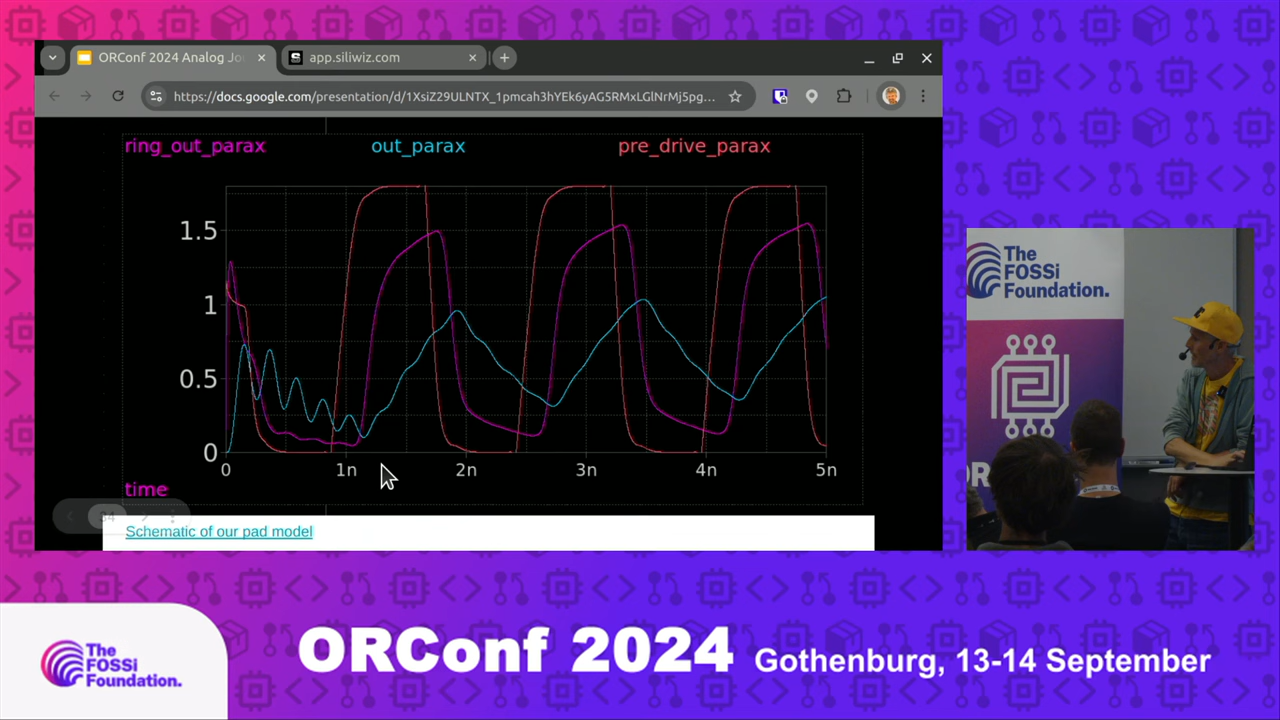 ORConf 2024 Analog Jo
app.siliwiz.com
https://docs.google.com/presentation/d/1XsiZ29ULNTX_1pmcah3hYEk6yAG5RMxLGlNrMj5pg...
ring_out_parax out_parax pre_drive_parax
1.5
1
0.5
0
0 1n 2n 3n 4n 5n
time
34
Schematic of our pad model
The
FOSSi
Foundation.
The
FOSSi
Foundation.
ORConf 2024 Gothenburg, 13-14 September